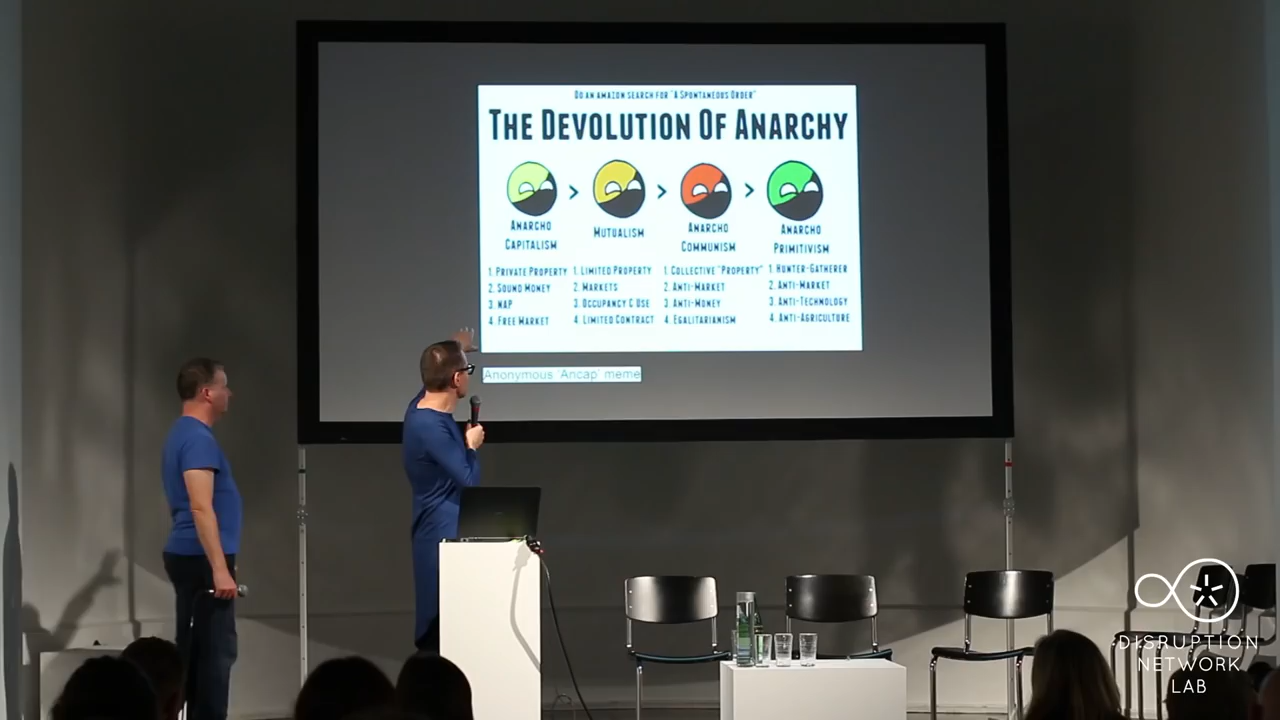 DO AN AMAZON SEARCH FOR "A SPONTANEOUS ORDER"
THE DEVOLUTION OF ANARCHY
> > >
ANARCHO CAPITALISM
1. PRIVATE PROPERTY
2. SOUND MONEY
3. NAP
4. FREE MARKET
MUTUALISM
1. LIMITED PROPERTY
2. MARKETS
3. OCCUPANCY & USE
4. LIMITED CONTRACT
ANARCHO COMMUNISM
1. COLLECTIVE "PROPERTY"
2. ANTI-MARKET
3. ANTI-MONEY
4. EGALITARIANISM
ANARCHO PRIMITIVISM
1. HUNTER-GATHERER
2. ANTI-MARKET
3. ANTI-TECHNOLOGY
4. ANTI-AGRICULTURE
Anonymous 'Ancap' meme
DISRUPTION
NETWORK
LAB